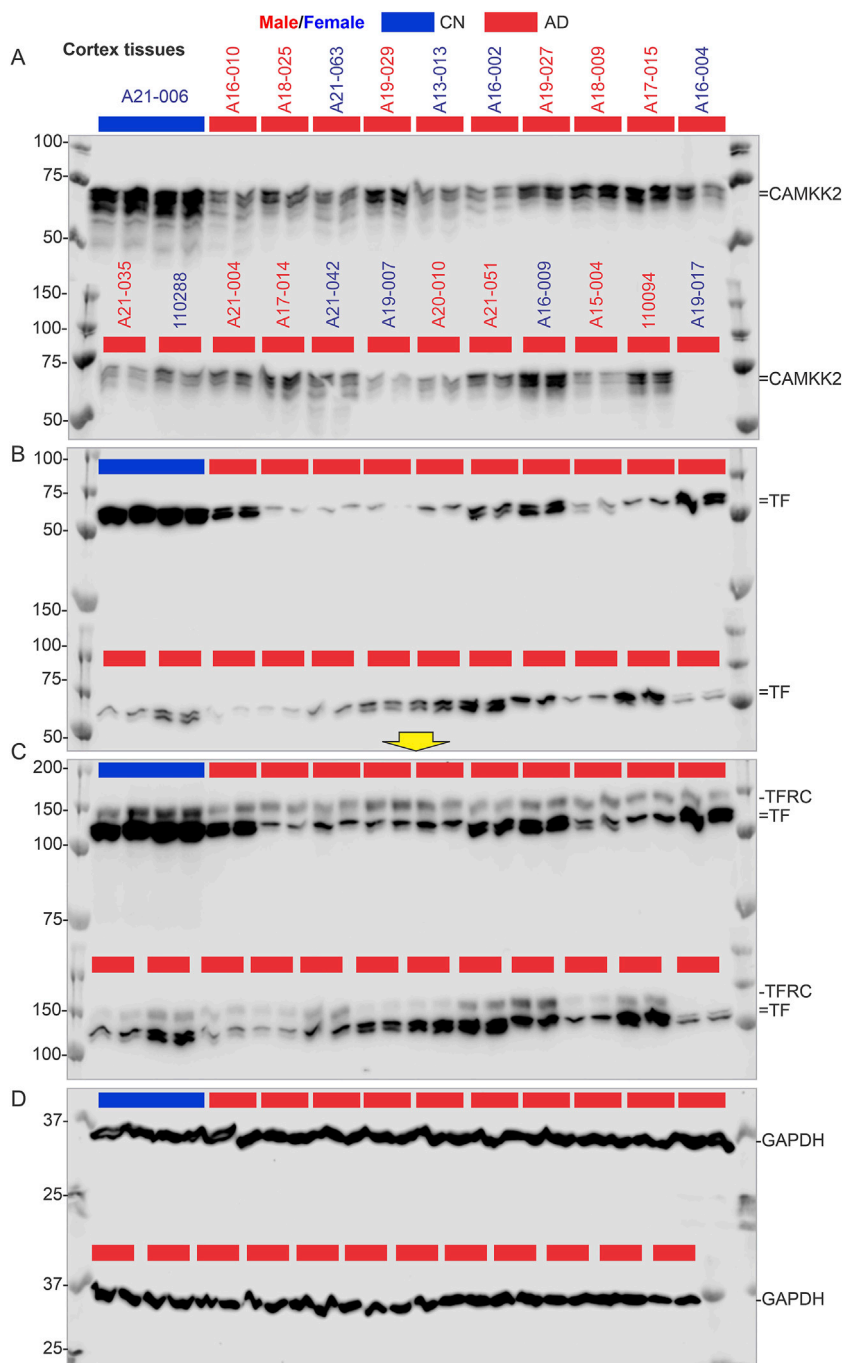 Male/Female CN AD
A Cortex tissues
A21-006 A16-010 A18-025 A21-063 A19-029 A13-013 A16-002 A19-027 A18-009 A17-015 A16-004
100-
75-
=CAMKK2
50-
A21-035 110288 A21-004 A17-014 A21-042 A19-007 A20-010 A21-051 A16-009 A15-004 110094 A19-017
150-
100-
75-
=CAMKK2
50-
B
100-
75-
=TF
50-
150-
100-
75-
=TF
50-
C
200-
-TFRC
150-
=TF
100-
75-
-TFRC
150-
=TF
100-
D
37-
-GAPDH
25-
37-
-GAPDH
25-